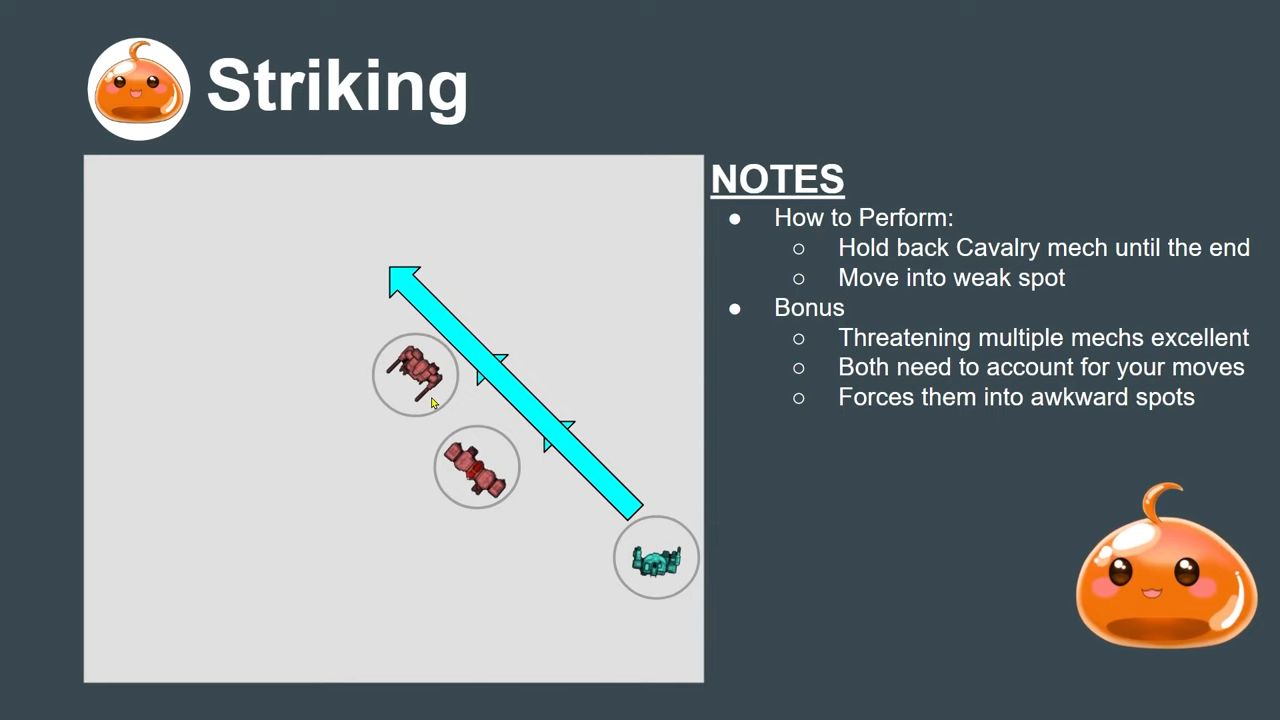 Striking
NOTES
● How to Perform:
○ Hold back Cavalry mech until the end
○ Move into weak spot
● Bonus
○ Threatening multiple mechs excellent
○ Both need to account for your moves
○ Forces them into awkward spots